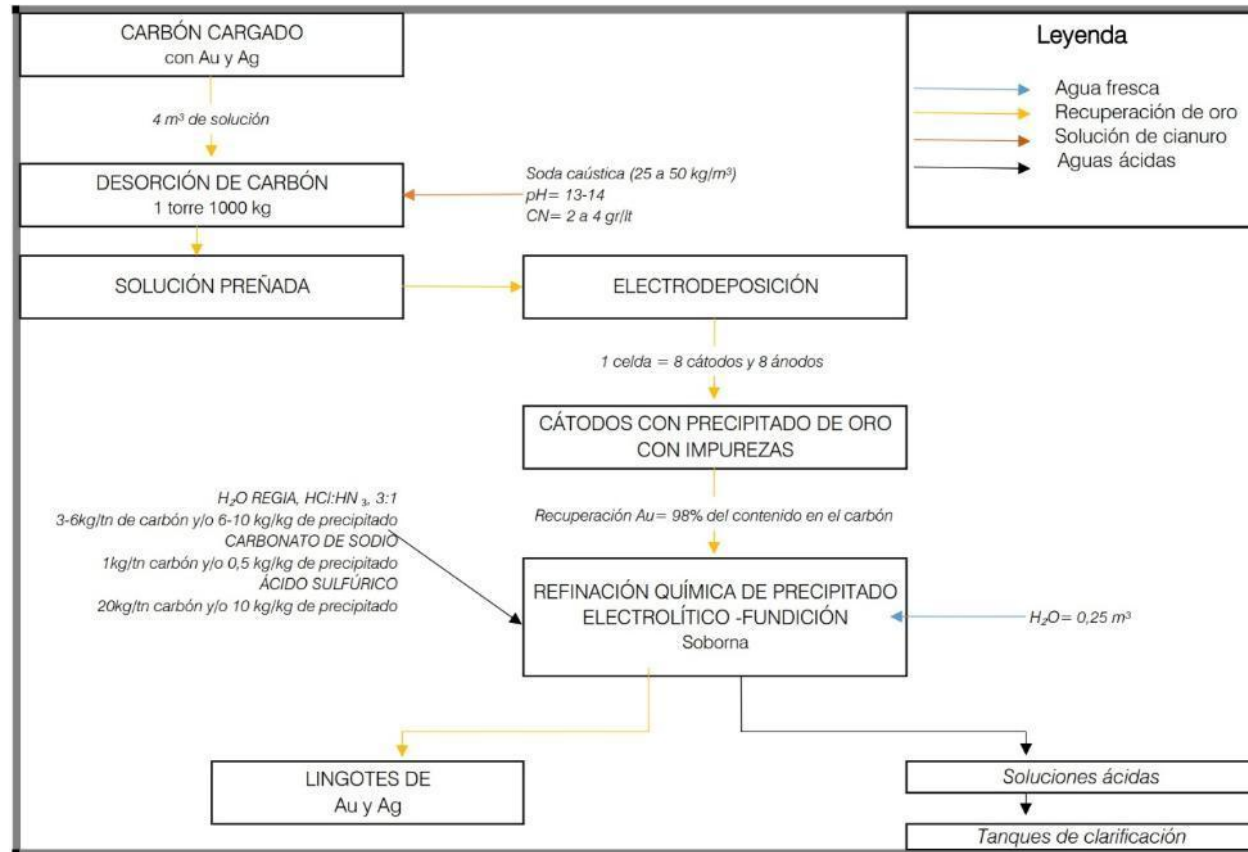 CARBÓN CARGADO
con Au y Ag
4 m³ de solución
DESORCIÓN DE CARBÓN
1 torre 1000 kg
Soda caústica (25 a 50 kg/m³)
pH= 13-14
CN= 2 a 4 gr/lt
SOLUCIÓN PREÑADA
ELECTRODEPOSICIÓN
1 celda = 8 cátodos y 8 ánodos
CÁTODOS CON PRECIPITADO DE ORO
CON IMPUREZAS
Recuperación Au= 98% del contenido en el carbón
H₂O REGIA, HCl:HN ₃, 3:1
3-6kg/tn de carbón y/o 6-10 kg/kg de precipitado
CARBONATO DE SODIO
1kg/tn carbón y/o 0,5 kg/kg de precipitado
ÁCIDO SULFÚRICO
20kg/tn carbón y/o 10 kg/kg de precipitado
REFINACIÓN QUÍMICA DE PRECIPITADO
ELECTROLÍTICO -FUNDICIÓN
Soborna
H₂O= 0,25 m³
LINGOTES DE
Au y Ag
Soluciones ácidas
Tanques de clarificación
Leyenda
Agua fresca
Recuperación de oro
Solución de cianuro
Aguas ácidas